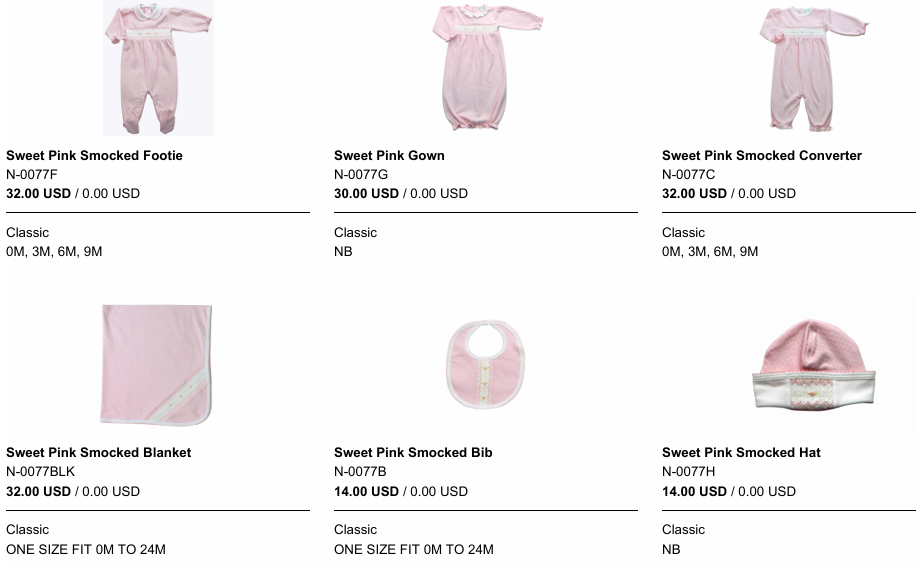 Sweet Pink Smocked Footie
N-0077F
32.00 USD / 0.00 USD
Classic
0M, 3M, 6M, 9M
Sweet Pink Gown
N-0077G
30.00 USD / 0.00 USD
Classic
NB
Sweet Pink Smocked Converter
N-0077C
32.00 USD / 0.00 USD
Classic
0M, 3M, 6M, 9M
Sweet Pink Smocked Blanket
N-0077BLK
32.00 USD / 0.00 USD
Classic
ONE SIZE FIT 0M TO 24M
Sweet Pink Smocked Bib
N-0077B
14.00 USD / 0.00 USD
Classic
ONE SIZE FIT 0M TO 24M
Sweet Pink Smocked Hat
N-0077H
14.00 USD / 0.00 USD
Classic
NB